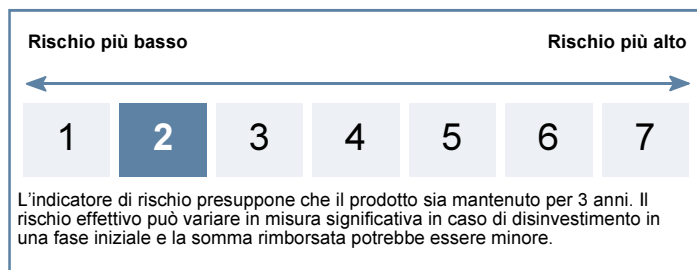 Rischio più basso Rischio più alto
1 2 3 4 5 6 7
L'indicatore di rischio presuppone che il prodotto sia mantenuto per 3 anni. Il
rischio effettivo può variare in misura significativa in caso di disinvestimento in
una fase iniziale e la somma rimborsata potrebbe essere minore.